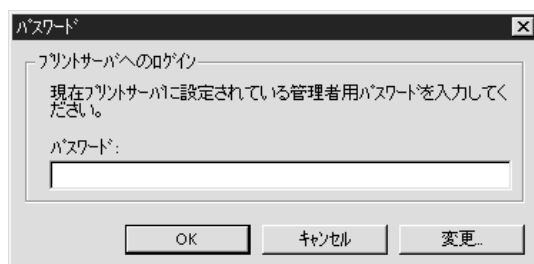 ﾊﾟｽﾜｰﾄﾞ
ﾌﾟﾘﾝﾄｻｰﾊﾞへのﾛｸﾞｲﾝ
現在ﾌﾟﾘﾝﾄｻｰﾊﾞに設定されている管理者用ﾊﾟｽﾜｰﾄﾞを入力してく
ださい。
ﾊﾟｽﾜｰﾄﾞ:
OK ｷｬﾝｾﾙ 変更...